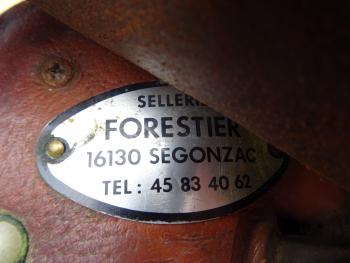 SELLERIE
FORESTIER
16130 SEGONZAC
TEL : 45 83 40 62